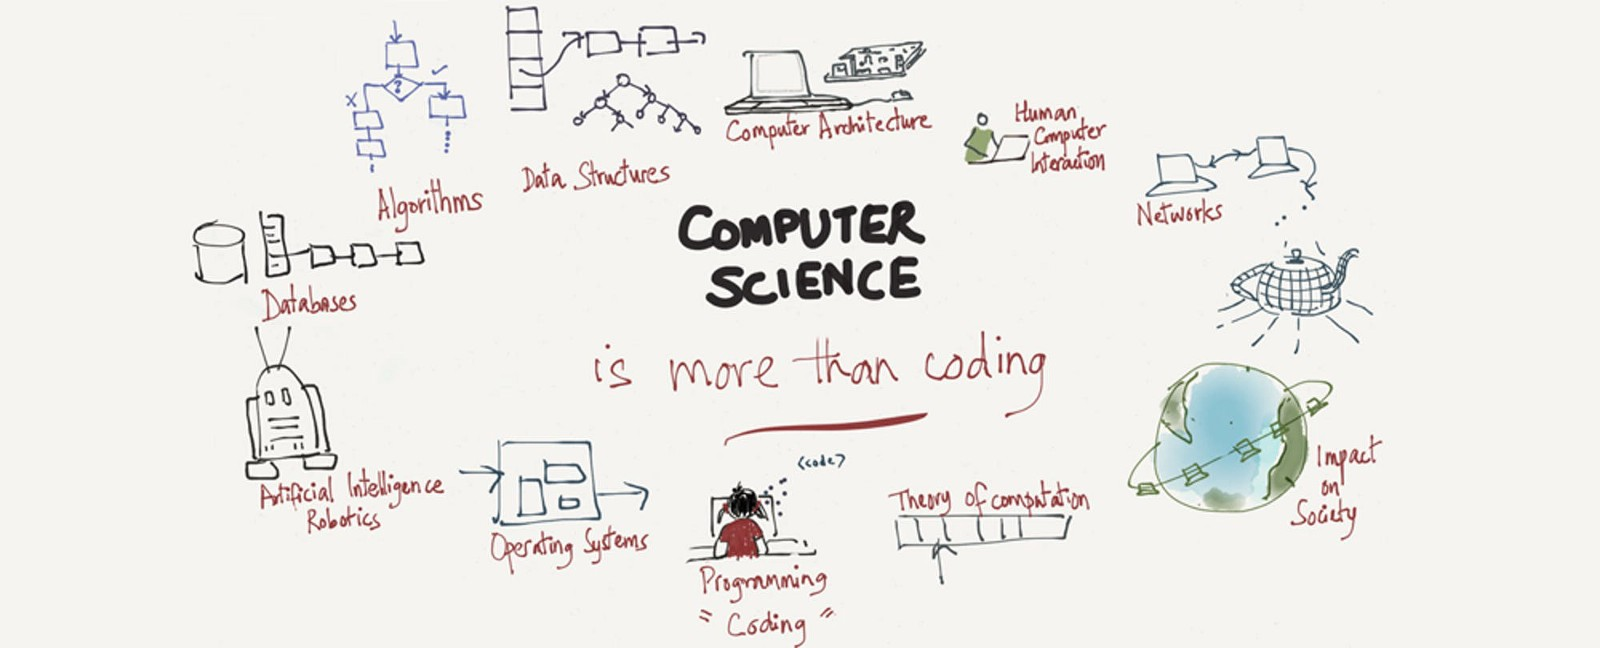 Algorithms
Data Structures
Computer Architecture
Human
Computer
Interaction
Networks
Databases
COMPUTER
SCIENCE
is more than coding
Artificial Intelligence
Robotics
Operating Systems
<code>
Programming
" Coding "
Theory of computation
Impact
on
Society
?
x